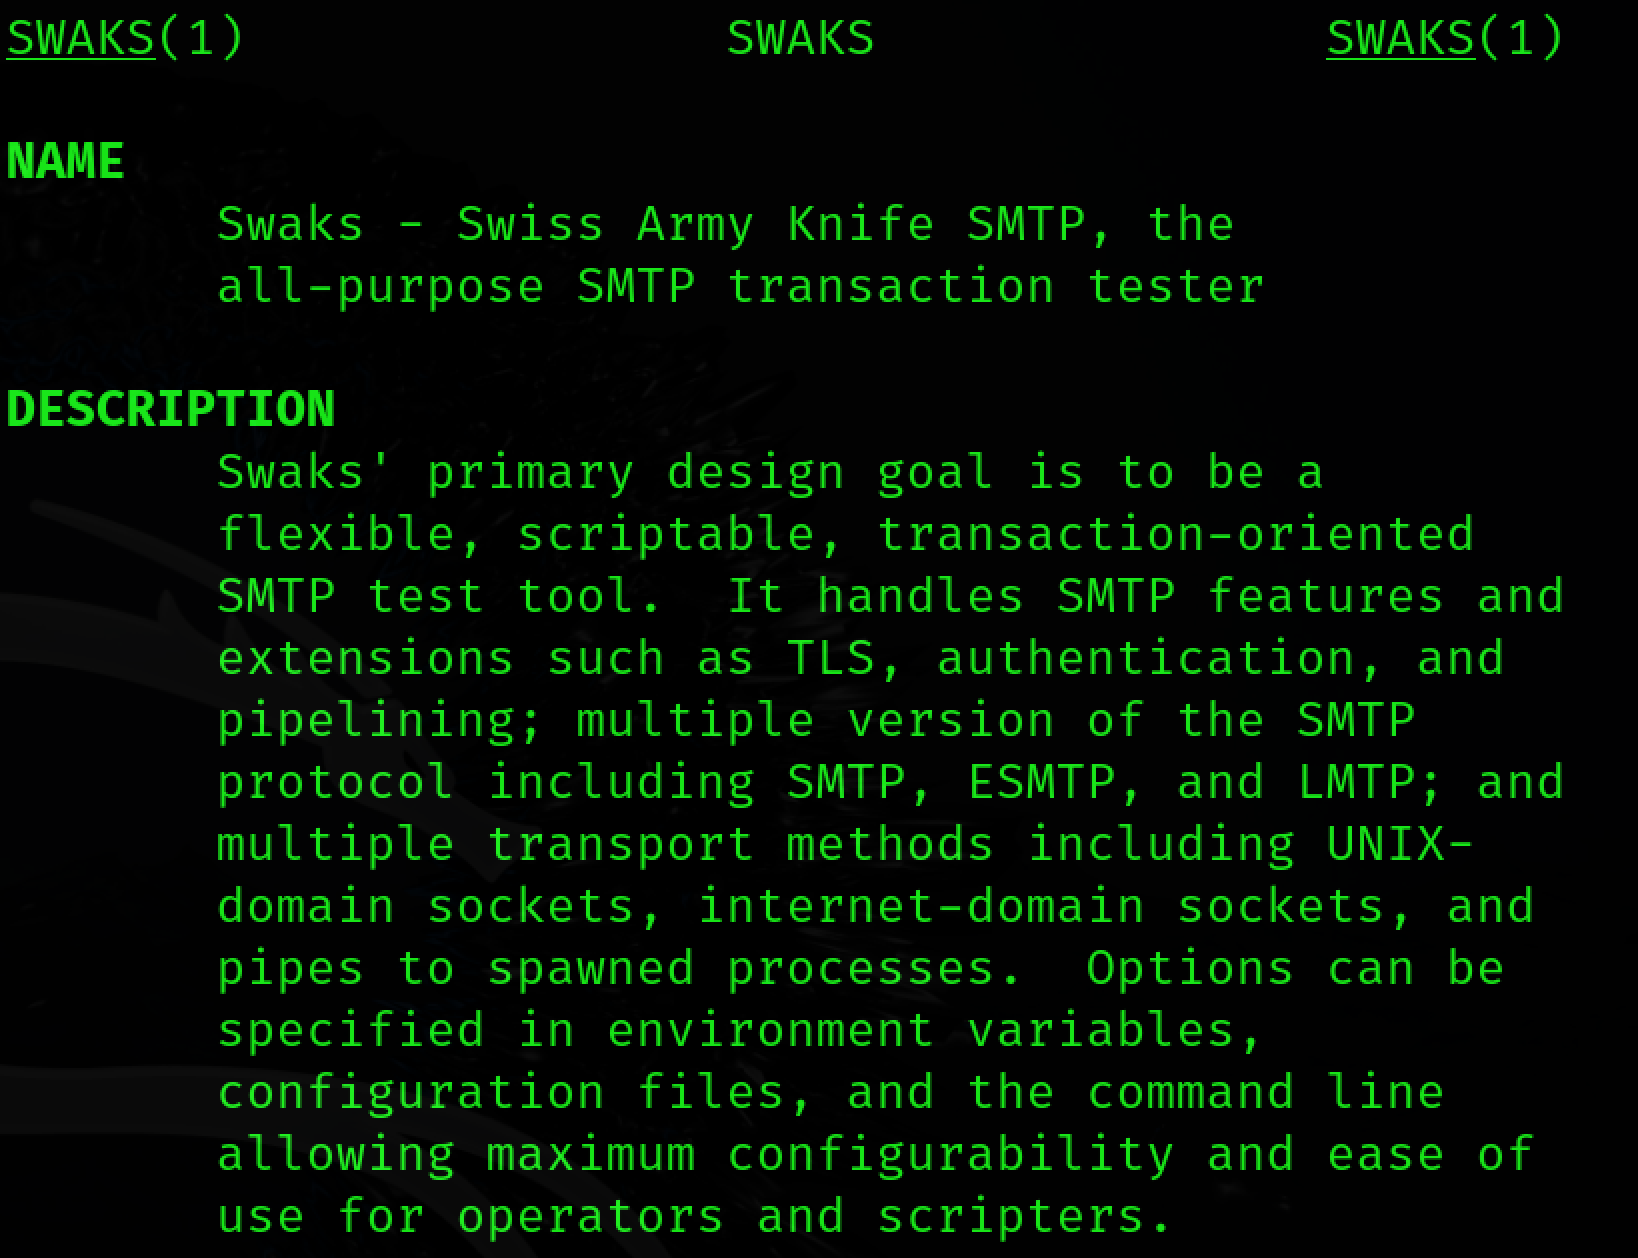 SWAKS(1) SWAKS SWAKS(1)
NAME
Swaks - Swiss Army Knife SMTP, the
all-purpose SMTP transaction tester
DESCRIPTION
Swaks' primary design goal is to be a
flexible, scriptable, transaction-oriented
SMTP test tool.  It handles SMTP features and
extensions such as TLS, authentication, and
pipelining; multiple version of the SMTP
protocol including SMTP, ESMTP, and LMTP; and
multiple transport methods including UNIX-
domain sockets, internet-domain sockets, and
pipes to spawned processes.  Options can be
specified in environment variables,
configuration files, and the command line
allowing maximum configurability and ease of
use for operators and scripters.